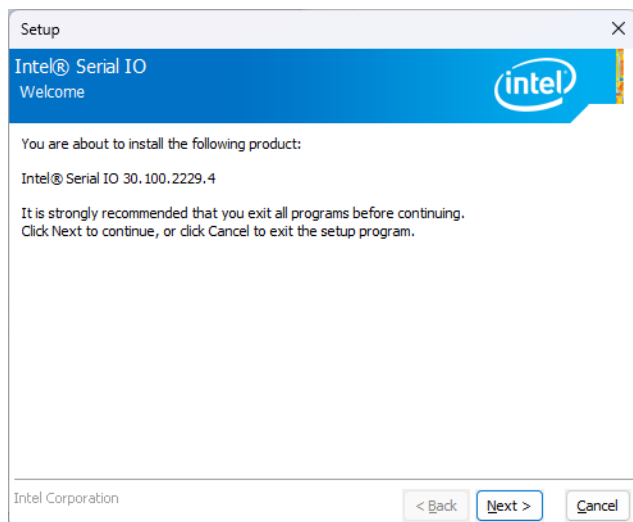 Setup
Intel® Serial IO
Welcome
intel
You are about to install the following product:
Intel® Serial IO 30.100.2229.4
It is strongly recommended that you exit all programs before continuing.
Click Next to continue, or click Cancel to exit the setup program.
Intel Corporation
< Back
Next >
Cancel